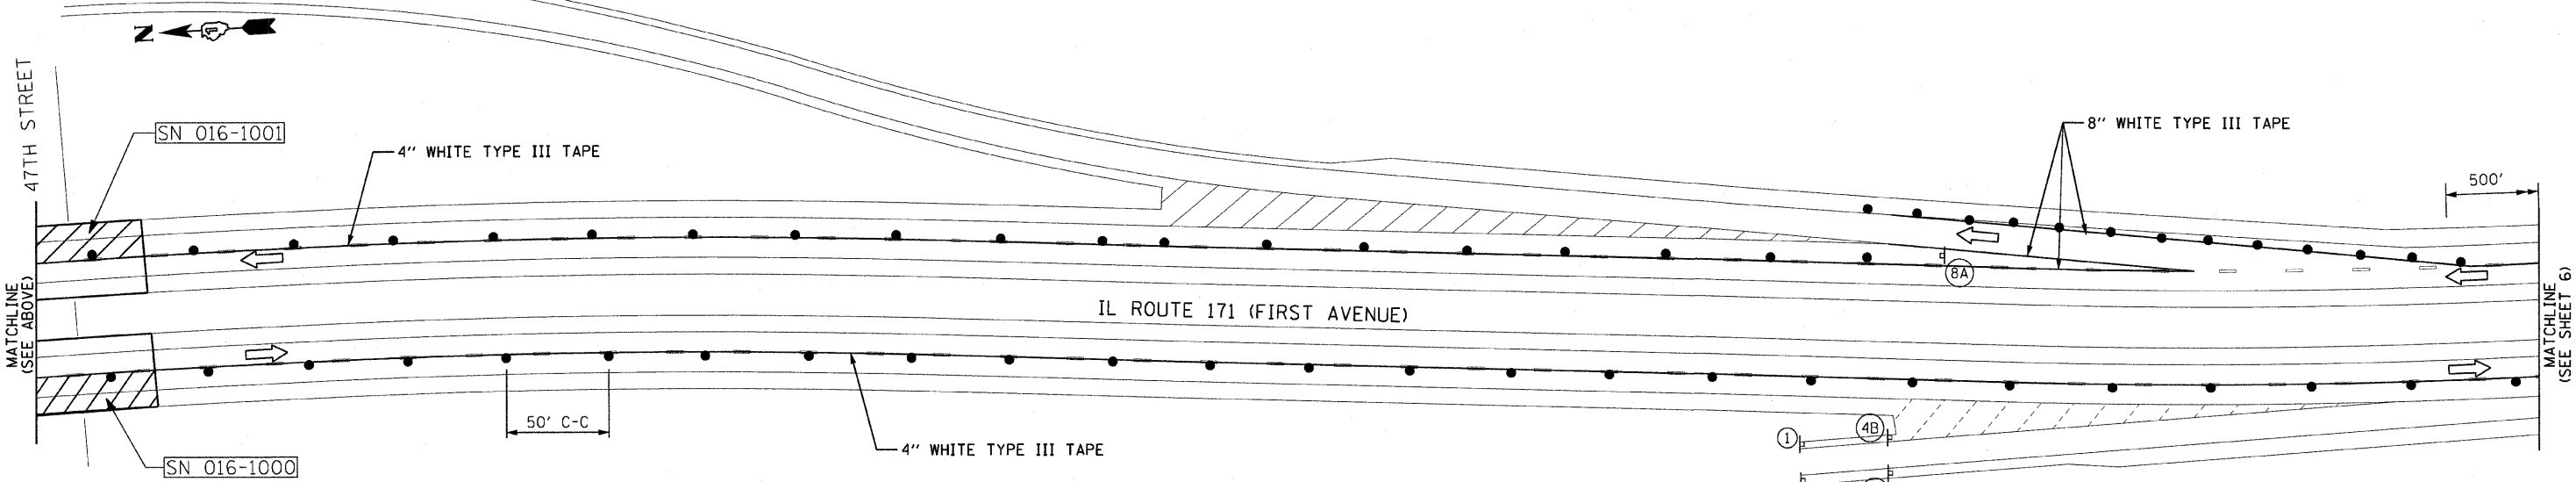 N
47TH STREET
SN 016-1001
4" WHITE TYPE III TAPE
8" WHITE TYPE III TAPE
500'
MATCHLINE
(SEE ABOVE)
8A
IL ROUTE 171 (FIRST AVENUE)
MATCHLINE
(SEE SHEET 6)
50' C-C
4" WHITE TYPE III TAPE
1
4B
SN 016-1000